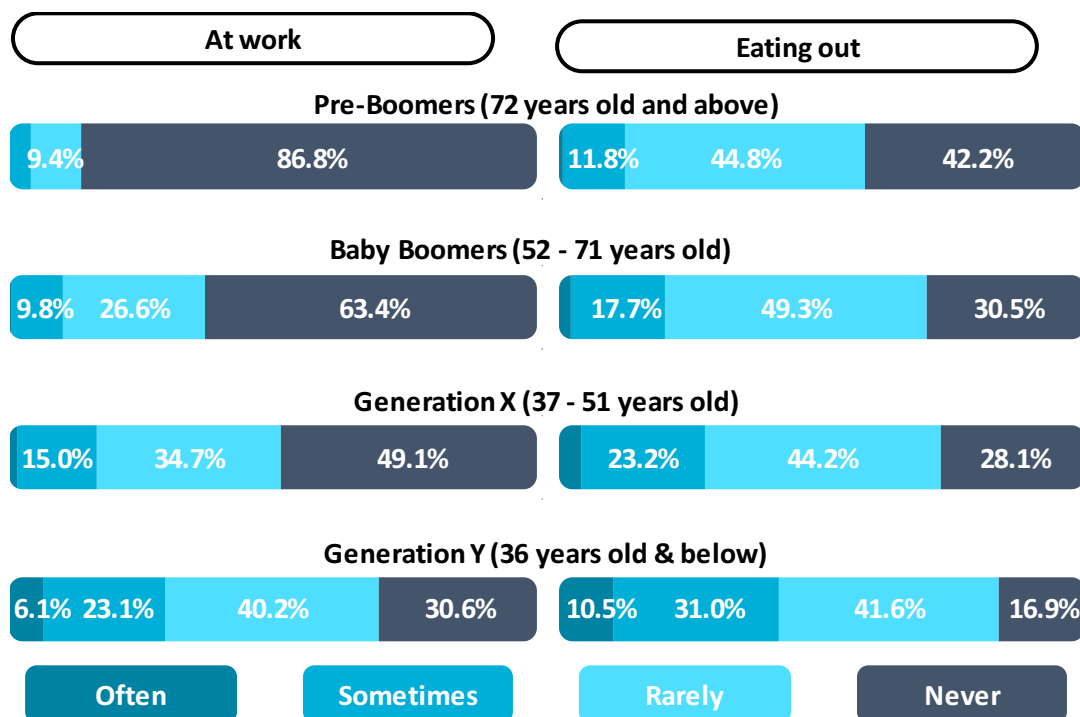 At work
Eating out
Pre-Boomers (72 years old and above)
9.4% 86.8% 11.8% 44.8% 42.2%
Baby Boomers (52 - 71 years old)
9.8% 26.6% 63.4% 17.7% 49.3% 30.5%
Generation X (37 - 51 years old)
15.0% 34.7% 49.1% 23.2% 44.2% 28.1%
Generation Y (36 years old & below)
6.1% 23.1% 40.2% 30.6% 10.5% 31.0% 41.6% 16.9%
Often Sometimes Rarely Never